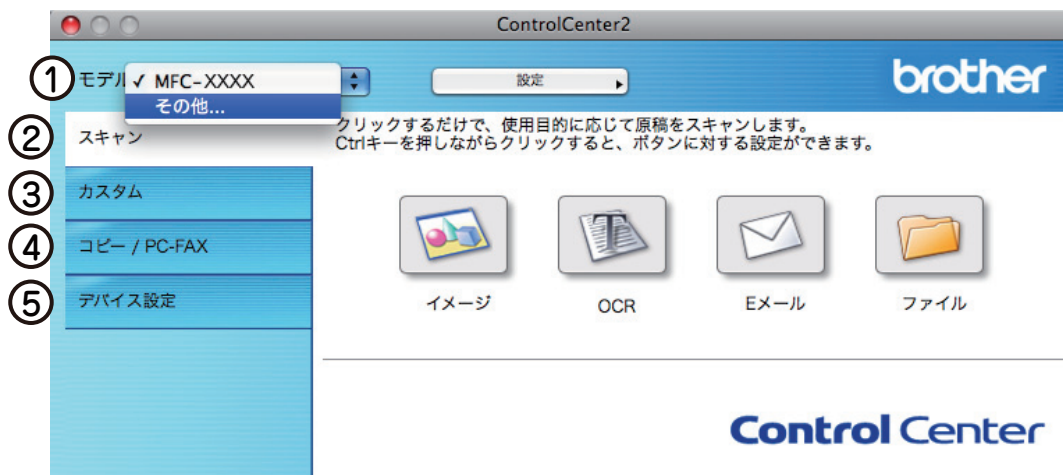 ControlCenter2
① モデル ✓ MFC-XXXX 設定 brother
その他...
② スキャン
クリックするだけで、使用目的に応じて原稿をスキャンします。
Ctrlキーを押しながらクリックすると、ボタンに対する設定ができます。
③ カスタム
④ コピー / PC-FAX
⑤ デバイス設定
イメージ OCR Eメール ファイル
Control Center